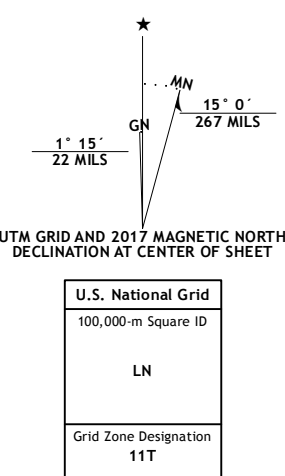 ★
MN
GN
15° 0´
267 MILS
1° 15´
22 MILS
UTM GRID AND 2017 MAGNETIC NORTH
DECLINATION AT CENTER OF SHEET
U.S. National Grid
100,000-m Square ID
LN
Grid Zone Designation
11T